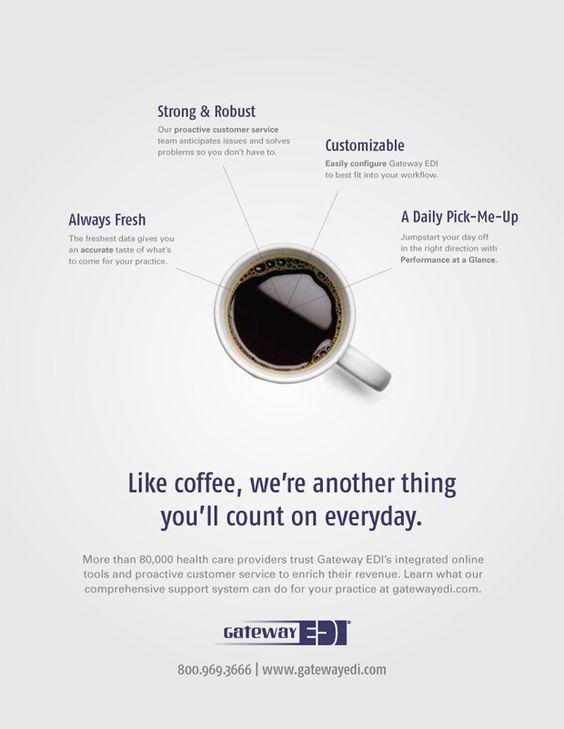 Strong & Robust
Our proactive customer service
team anticipates issues and solves
problems so you don't have to.
Customizable
Easily configure Gateway EDI
to best fit into your workflow.
Always Fresh
The freshest data gives you
an accurate taste of what's
to come for your practice.
A Daily Pick-Me-Up
Jumpstart your day off
in the right direction with
Performance at a Glance.
Like coffee, we're another thing
you'll count on everyday.
More than 80,000 health care providers trust Gateway EDI's integrated online
tools and proactive customer service to enrich their revenue. Learn what our
comprehensive support system can do for your practice at gatewayedi.com.
GATEWAY EDI®
800.969.3666 | www.gatewayedi.com